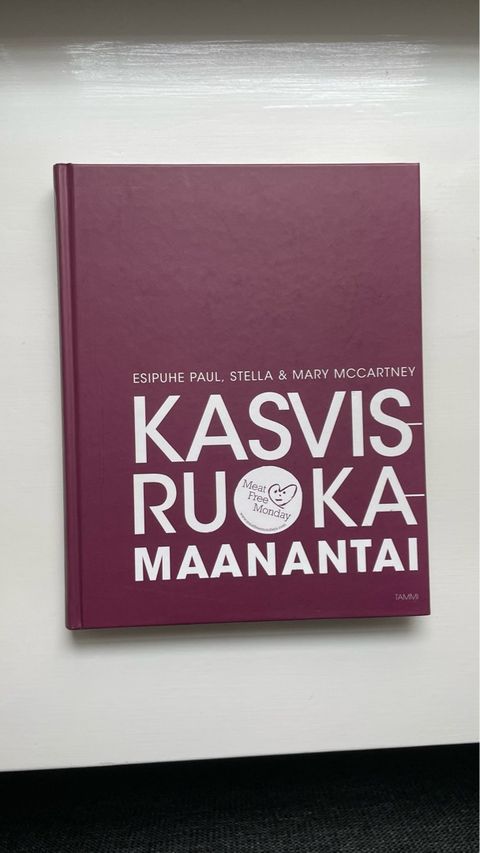 ESIPUHE PAUL, STELLA & MARY MCCARTNEY
KASVIS-
RUOKA-
Meat
Free
Monday
MAANANTAI
TAMMI